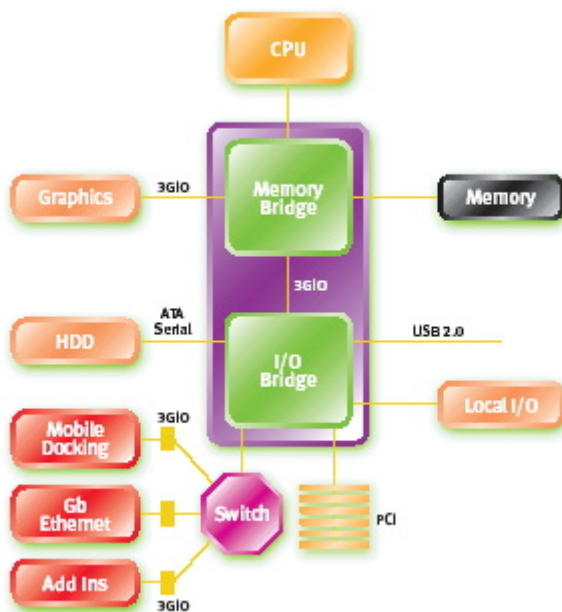 CPU
Graphics
3GiO
Memory
Bridge
Memory
3GiO
HDD
ATA
Serial
I/O
Bridge
USB 2.0
Local I/O
Mobile
Docking
3GiO
Gb
Ethernet
Switch
PCI
Add Ins
3GiO